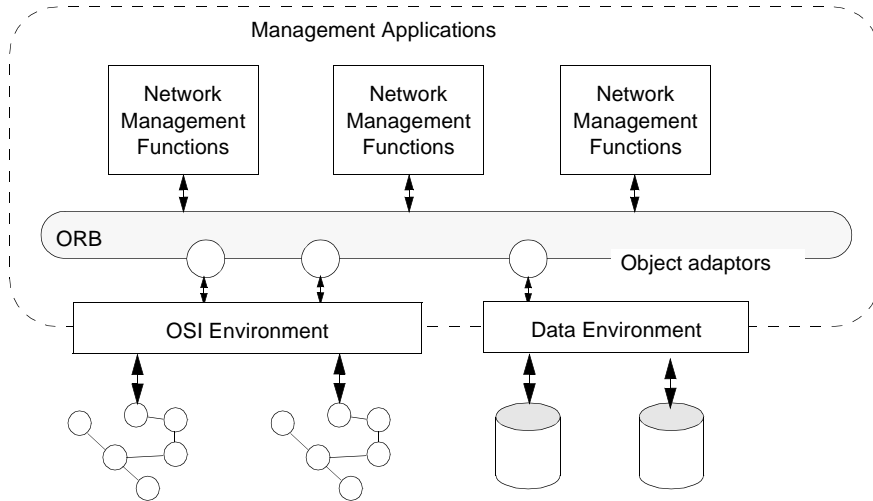 Management Applications
Network
Management
Functions
Network
Management
Functions
Network
Management
Functions
ORB
Object adaptors
OSI Environment
Data Environment